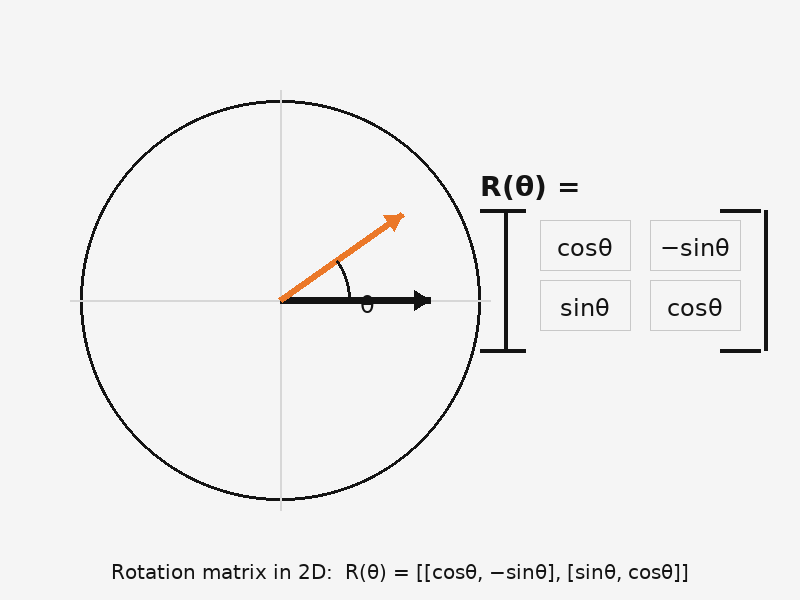 R(θ) =
cosθ −sinθ
sinθ cosθ
θ
Rotation matrix in 2D: R(θ) = [[cosθ, −sinθ], [sinθ, cosθ]]